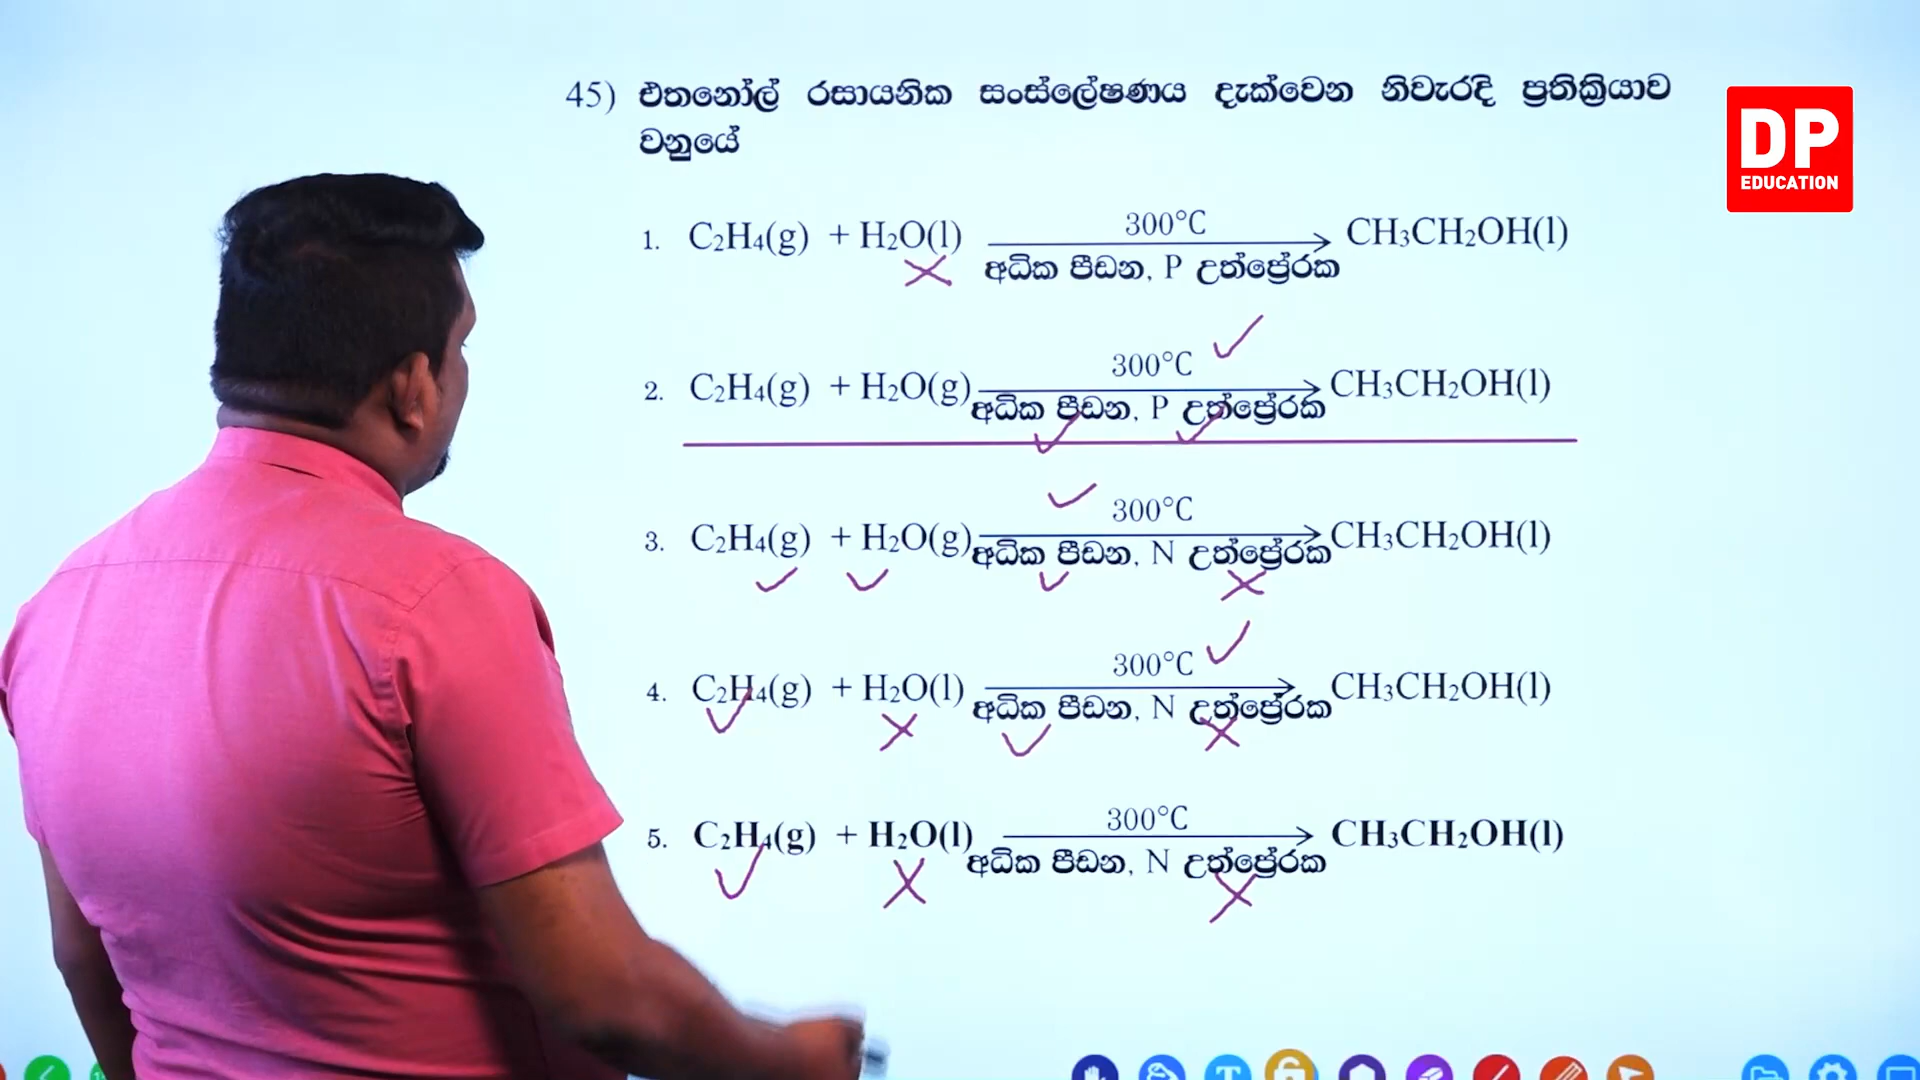 45) එතනෝල් රසායනික සංස්ලේෂණය දැක්වෙන නිවැරදි ප්‍රතික්‍රියාව
වනුයේ
DP
EDUCATION
1. C₂H₄(g) + H₂O(l) 300°C CH₃CH₂OH(l)
අධික පීඩන, P උත්ප්‍රේරක
2. C₂H₄(g) + H₂O(g) 300°C CH₃CH₂OH(l)
අධික පීඩන, P උත්ප්‍රේරක
3. C₂H₄(g) + H₂O(g) 300°C CH₃CH₂OH(l)
අධික පීඩන, N උත්ප්‍රේරක
4. C₂H₄(g) + H₂O(l) 300°C CH₃CH₂OH(l)
අධික පීඩන, N උත්ප්‍රේරක
5. C₂H₄(g) + H₂O(l) 300°C CH₃CH₂OH(l)
අධික පීඩන, N උත්ප්‍රේරක